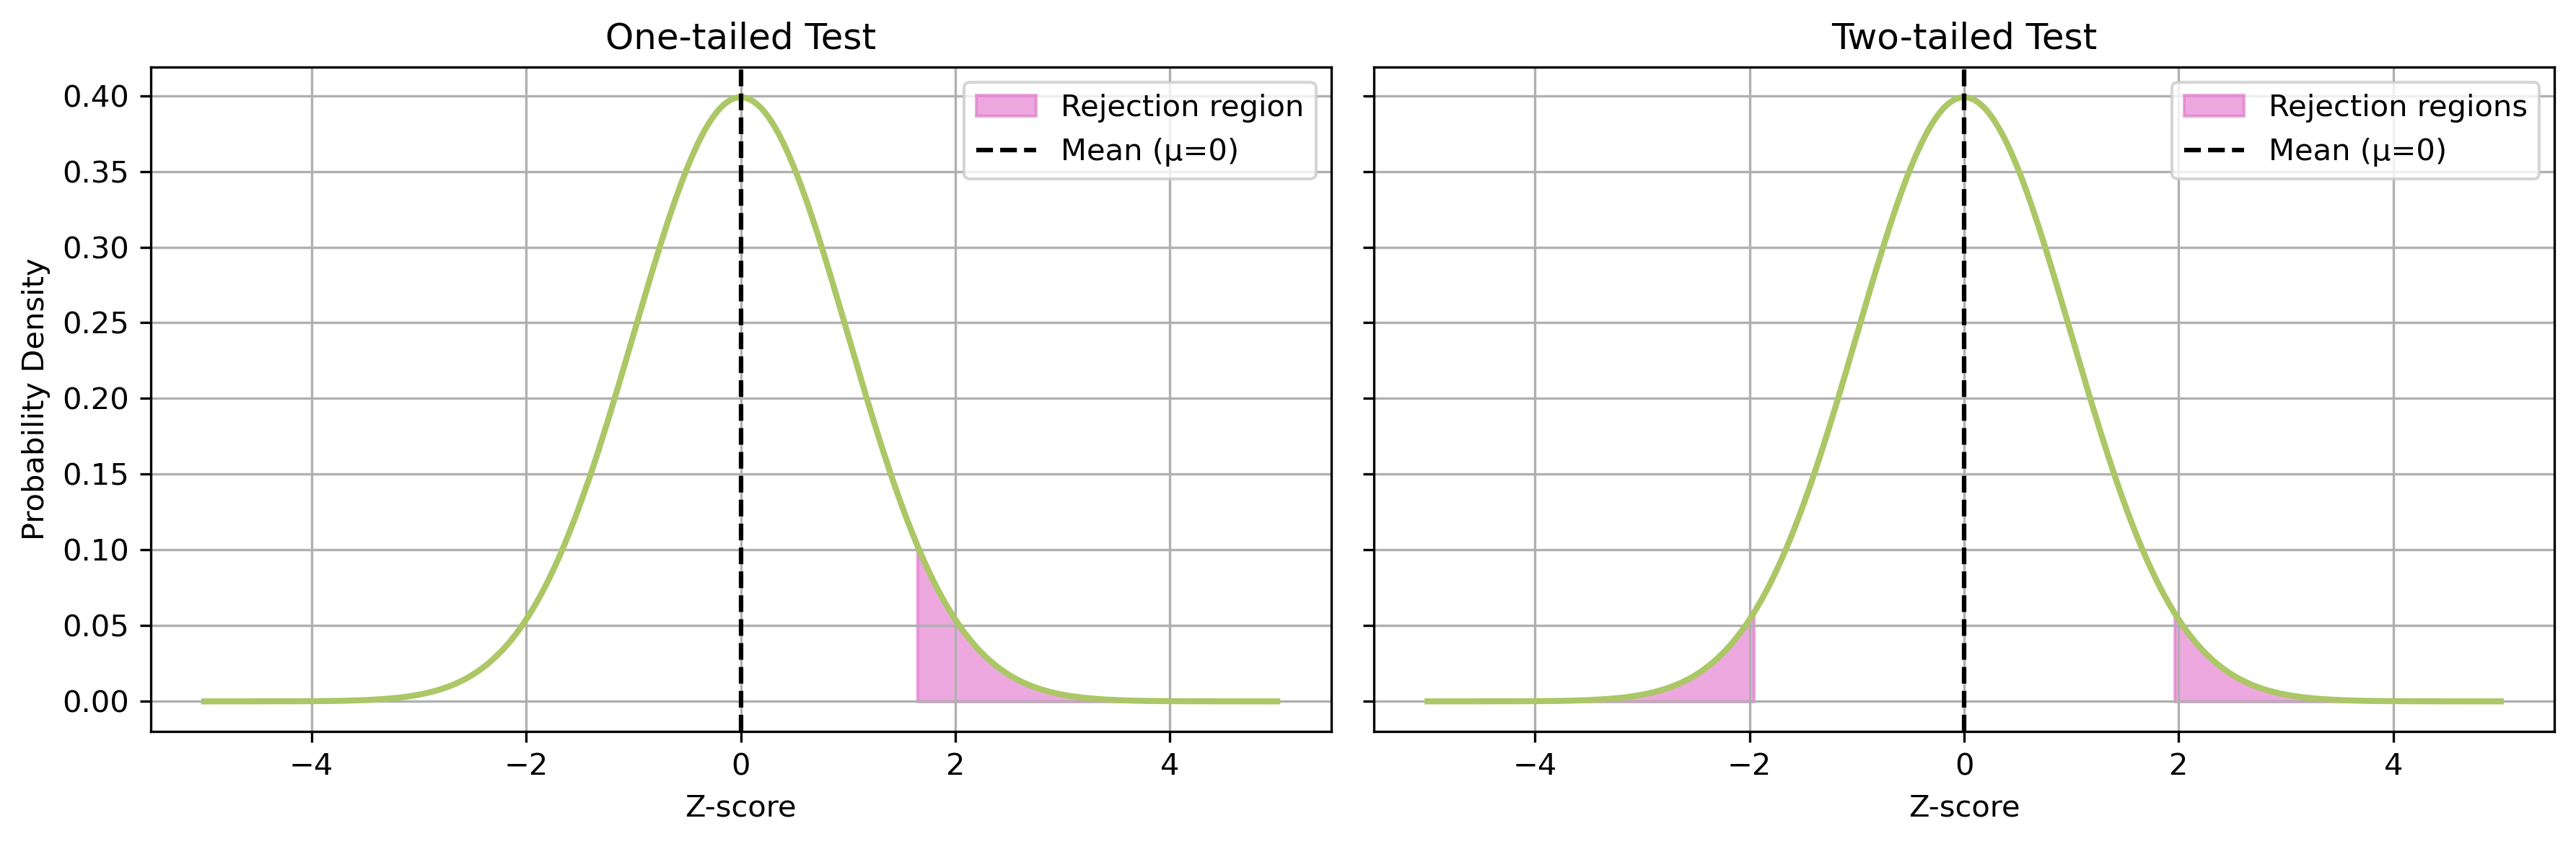 One-tailed Test
Rejection region
Mean (μ=0)
Probability Density
0.40
0.35
0.30
0.25
0.20
0.15
0.10
0.05
0.00
−4 −2 0 2 4
Z-score
Two-tailed Test
Rejection regions
Mean (μ=0)
−4 −2 0 2 4
Z-score